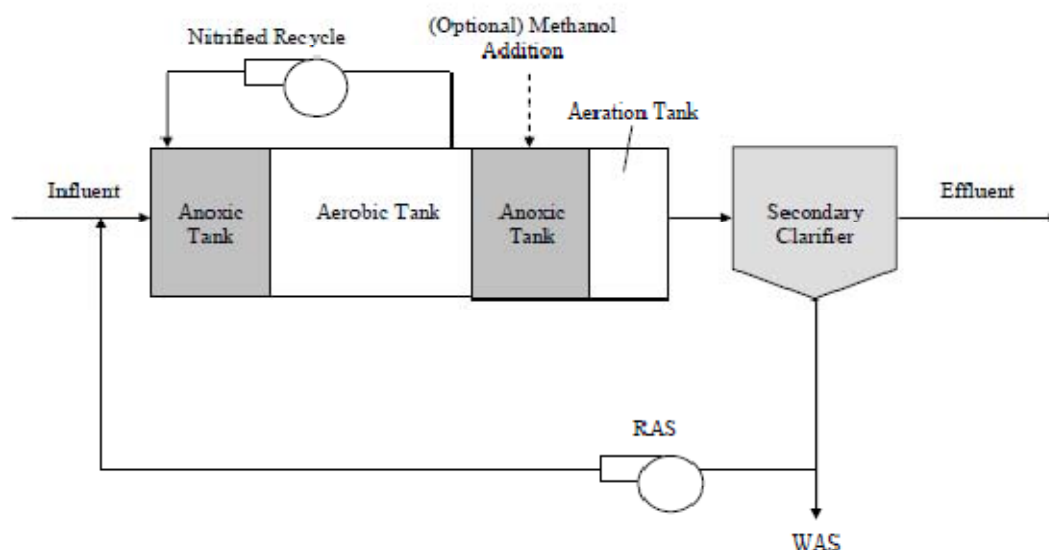 Nitrified Recycle
(Optional) Methanol
Addition
Aeration Tank
Influent
Anoxic
Tank
Aerobic Tank
Anoxic
Tank
Secondary
Clarifier
Effluent
RAS
WAS